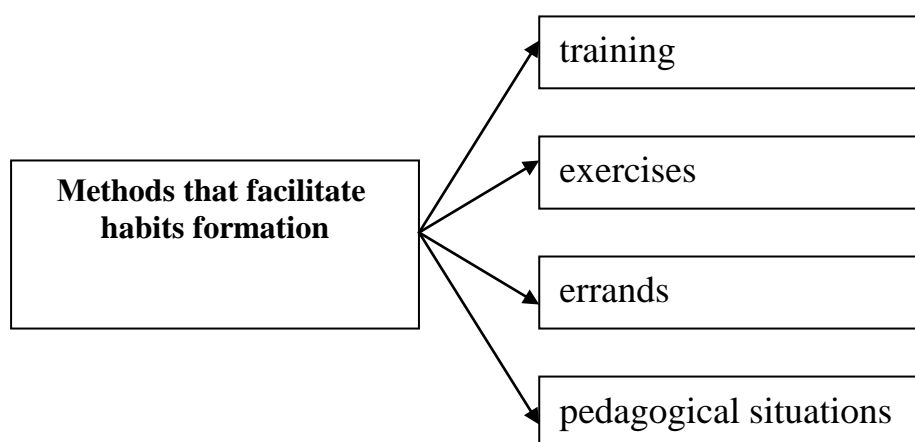 Methods that facilitate
habits formation
training
exercises
errands
pedagogical situations